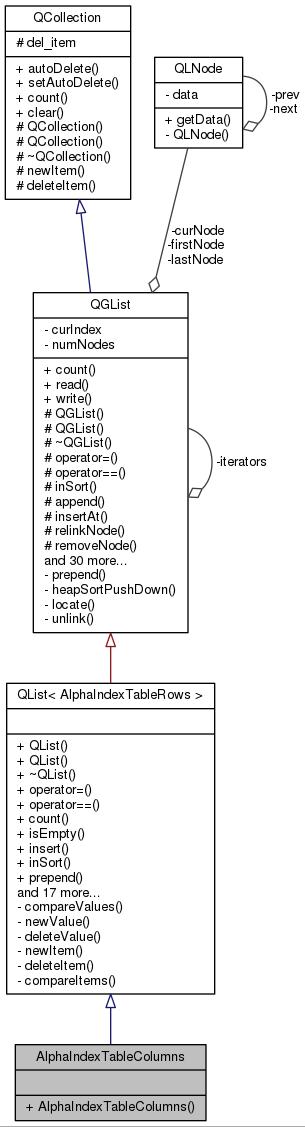 QCollection
# del_item
+ autoDelete()
+ setAutoDelete()
+ count()
+ clear()
# QCollection()
# QCollection()
# ~QCollection()
# newItem()
# deleteItem()
QLNode
- data
+ getData()
- QLNode()
-prev
-next
-curNode
-firstNode
-lastNode
QGList
- curIndex
- numNodes
+ count()
+ read()
+ write()
# QGList()
# QGList()
# ~QGList()
# operator=()
# operator==()
# inSort()
# append()
# insertAt()
# relinkNode()
# removeNode()
and 30 more...
- prepend()
- heapSortPushDown()
- locate()
- unlink()
-iterators
QList< AlphaIndexTableRows >
+ QList()
+ QList()
+ ~QList()
+ operator=()
+ operator==()
+ count()
+ isEmpty()
+ insert()
+ inSort()
+ prepend()
and 17 more...
- compareValues()
- newValue()
- deleteValue()
- newItem()
- deleteItem()
- compareItems()
AlphaIndexTableColumns
+ AlphaIndexTableColumns()